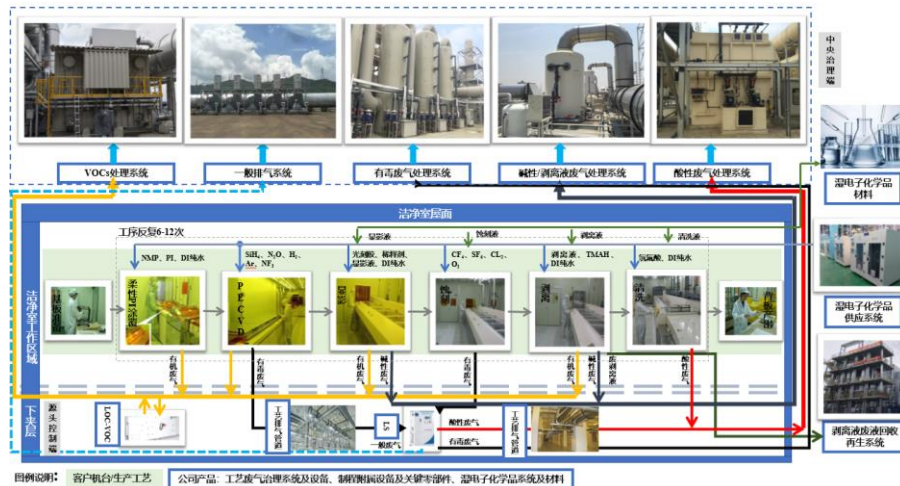 中央治理端
VOCs处理系统
一般排气系统
有毒废气处理系统
碱性/剥离液废气处理系统
酸性废气处理系统
湿电子化学品
材料
洁净室屋面
工序反复6-12次
显影液
蚀刻液
剥离液
清洗液
NMP、PI、DI纯水
SiH₄、N₂O、H₂、
Ar、NF₃
光刻胶、稀释剂、
显影液、DI纯水
CF₄、SF₆、CL₂、
O₂
剥离液、TMAH、
DI纯水
氢氟酸、DI纯水
PECVD
蚀刻
剥离
清洗
湿电子化学品
供应系统
洁净室工作区域
有机废气
有毒废气
有机废气
碱性废气
有毒废气
有机废气
碱性废气
废剥离液
酸性废气
下夹层
源头控制端
LOC-VOC
工艺排气管道
L/S
一般废气
酸性废气
有毒废气
工艺排气管道
剥离液废液回收
再生系统
图例说明：
客户机台/生产工艺
公司产品：工艺废气治理系统及设备、制程附属设备及关键零部件、湿电子化学品系统及材料